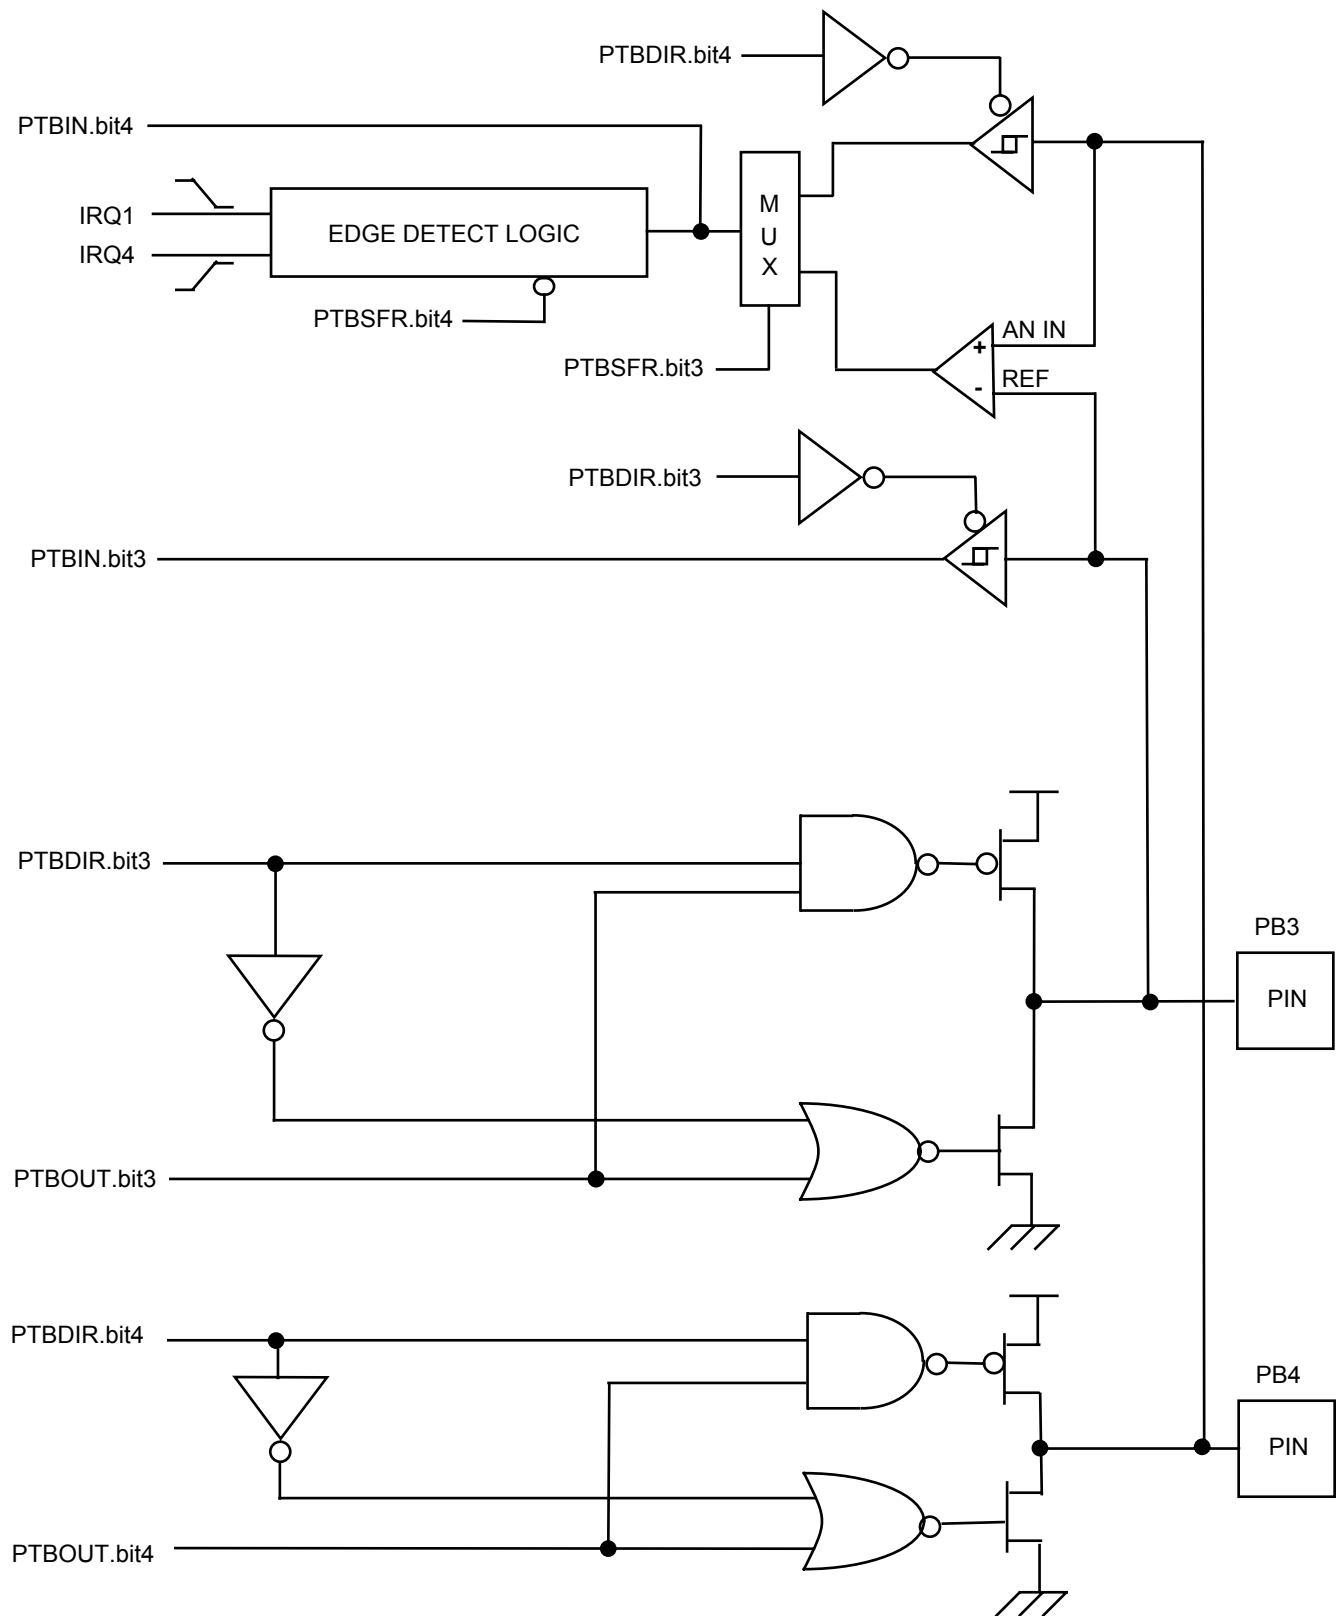 PTBDIR.bit4
PTBIN.bit4
IRQ1
IRQ4
EDGE DETECT LOGIC
M
U
X
PTBSFR.bit4
PTBSFR.bit3
AN IN
+
REF
-
PTBDIR.bit3
PTBIN.bit3
PTBDIR.bit3
PB3
PIN
PTBOUT.bit3
PTBDIR.bit4
PB4
PIN
PTBOUT.bit4